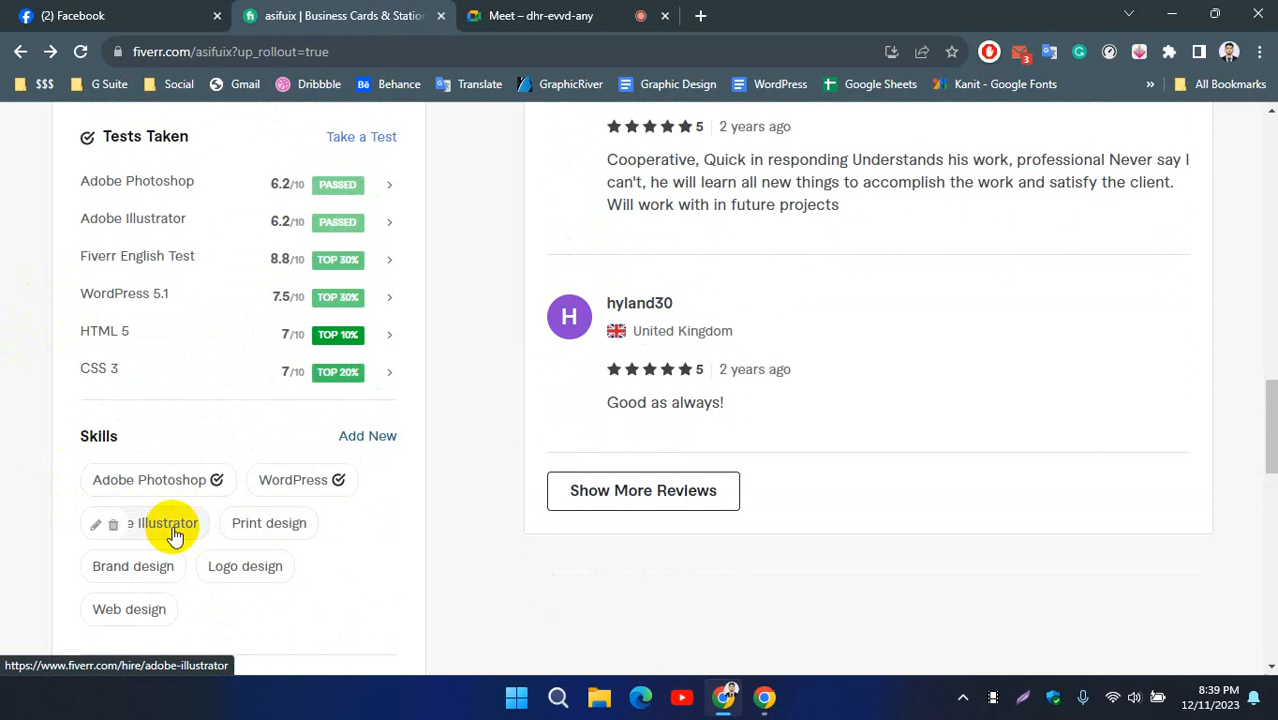 (2) Facebook
asifuix | Business Cards & Statio
Meet – dhr-evvd-any
fiverr.com/asifuix?up_rollout=true
3
$$$
G Suite
Social
Gmail
Dribbble
Bē Behance
Translate
GraphicRiver
Graphic Design
WordPress
Google Sheets
Kanit - Google Fonts
»
All Bookmarks
Tests Taken
Take a Test
Adobe Photoshop 6.2/10 PASSED
Adobe Illustrator 6.2/10 PASSED
Fiverr English Test 8.8/10 TOP 30%
WordPress 5.1 7.5/10 TOP 30%
HTML 5 7/10 TOP 10%
CSS 3 7/10 TOP 20%
Skills
Add New
Adobe Photoshop
WordPress
e Illustrator
Print design
Brand design
Logo design
Web design
5 | 2 years ago
Cooperative, Quick in responding Understands his work, professional Never say I
can't, he will learn all new things to accomplish the work and satisfy the client.
Will work with in future projects
H
hyland30
United Kingdom
5 | 2 years ago
Good as always!
Show More Reviews
https://www.fiverr.com/hire/adobe-illustrator
8:39 PM
12/11/2023